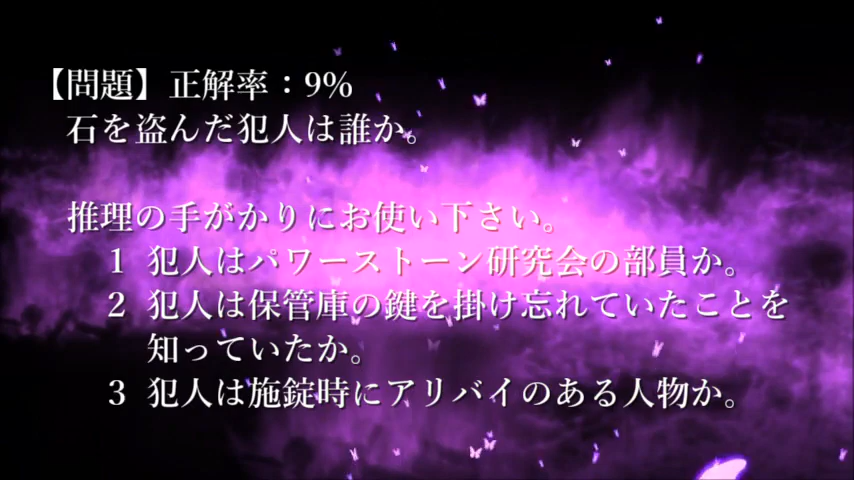 【問題】正解率：9%
石を盗んだ犯人は誰か。
推理の手がかりにお使い下さい。
1 犯人はパワーストーン研究会の部員か。
2 犯人は保管庫の鍵を掛け忘れていたことを
知っていたか。
3 犯人は施錠時にアリバイのある人物か。